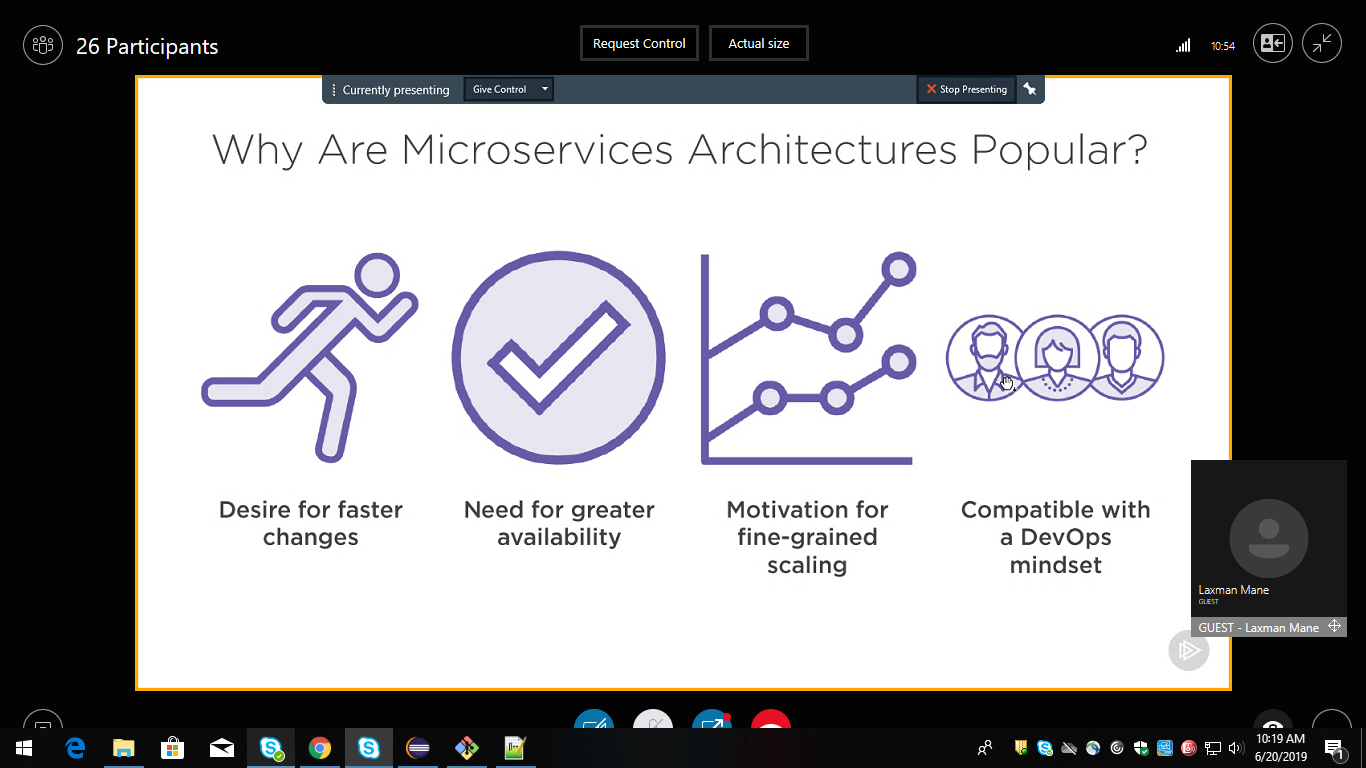 26 Participants
Request Control
Actual size
10:54
Currently presenting
Give Control
Stop Presenting
Why Are Microservices Architectures Popular?
Desire for faster
changes
Need for greater
availability
Motivation for
fine-grained
scaling
Compatible with
a DevOps
mindset
Laxman Mane
GUEST
GUEST - Laxman Mane
10:19 AM
6/20/2019
1